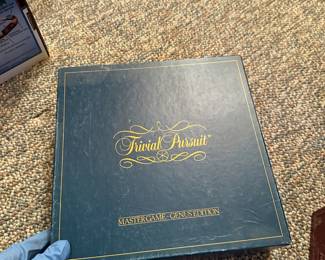 Trivial Pursuit
MASTER GAME - GENUS EDITION